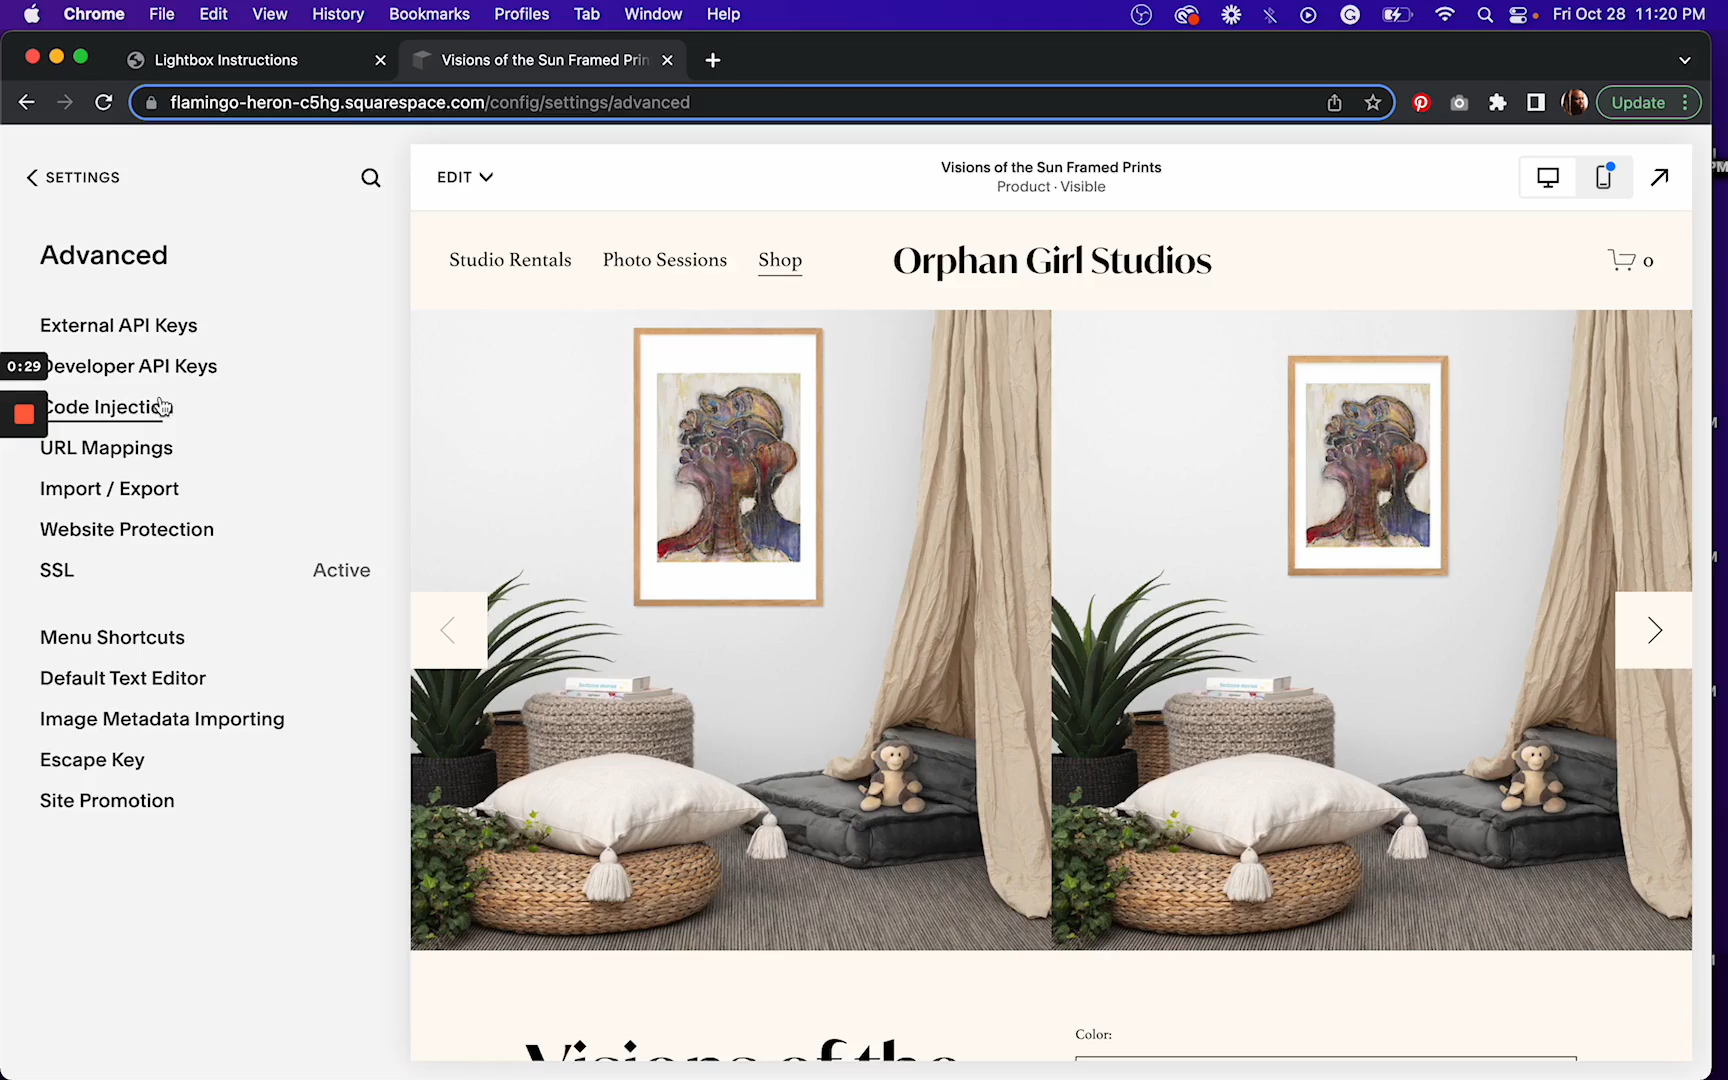 Chrome File Edit View History Bookmarks Profiles Tab Window Help Fri Oct 28 11:20 PM
Lightbox Instructions
Visions of the Sun Framed Prin
flamingo-heron-c5hg.squarespace.com/config/settings/advanced
Update
SETTINGS
EDIT
Visions of the Sun Framed Prints
Product · Visible
Advanced
Studio Rentals Photo Sessions Shop
Orphan Girl Studios
0
External API Keys
0:29
Developer API Keys
Code Injection
URL Mappings
Import / Export
Website Protection
SSL Active
Menu Shortcuts
Default Text Editor
Image Metadata Importing
Escape Key
Site Promotion
Visions of the
Color: